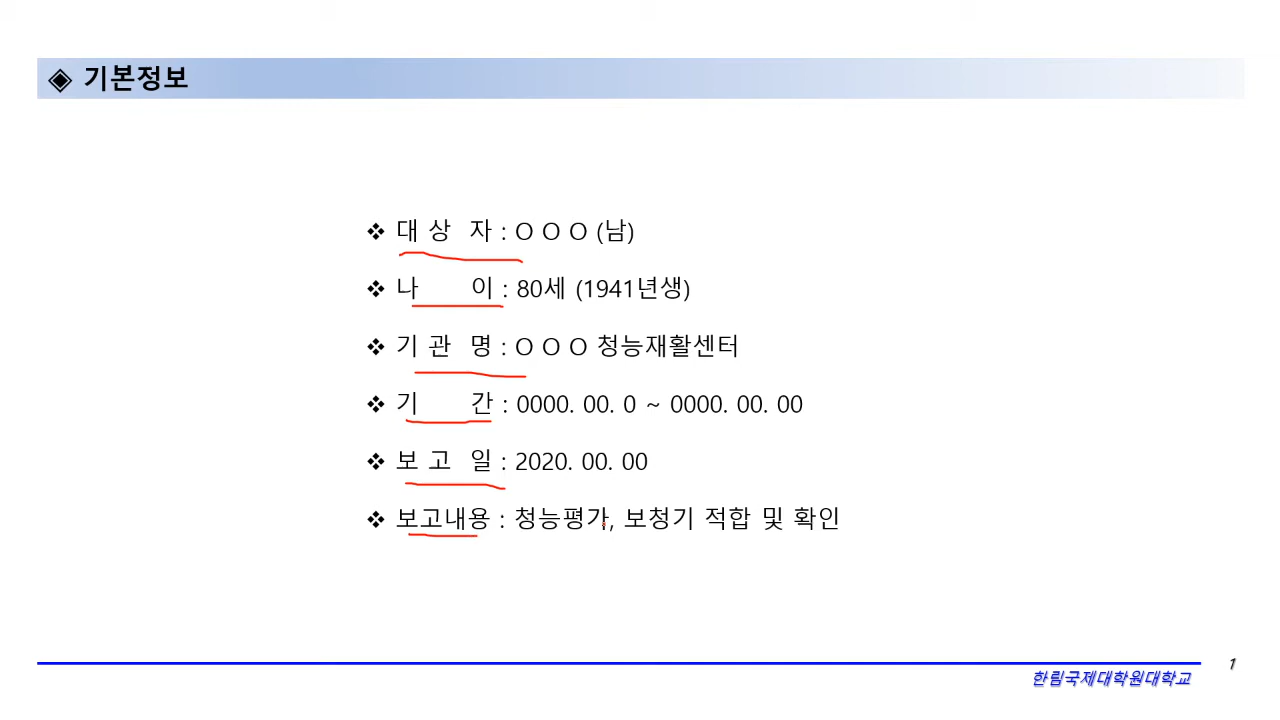 ◈ 기본정보
❖ 대 상 자 : O O O (남)
❖ 나 이 : 80세 (1941년생)
❖ 기 관 명 : O O O 청능재활센터
❖ 기 간 : 0000. 00. 0 ~ 0000. 00. 00
❖ 보 고 일 : 2020. 00. 00
❖ 보고내용 : 청능평가, 보청기 적합 및 확인
1
한림국제대학원대학교